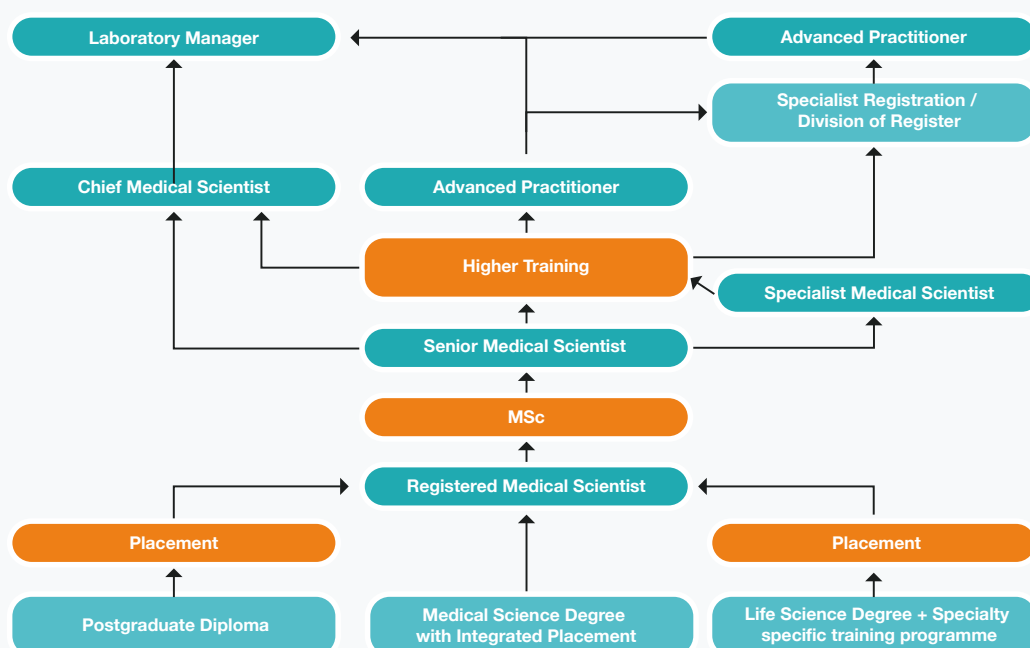 Laboratory Manager
Advanced Practitioner
Specialist Registration /
Division of Register
Chief Medical Scientist
Advanced Practitioner
Higher Training
Specialist Medical Scientist
Senior Medical Scientist
MSc
Registered Medical Scientist
Placement
Placement
Postgraduate Diploma
Medical Science Degree
with Integrated Placement
Life Science Degree + Specialty
specific training programme